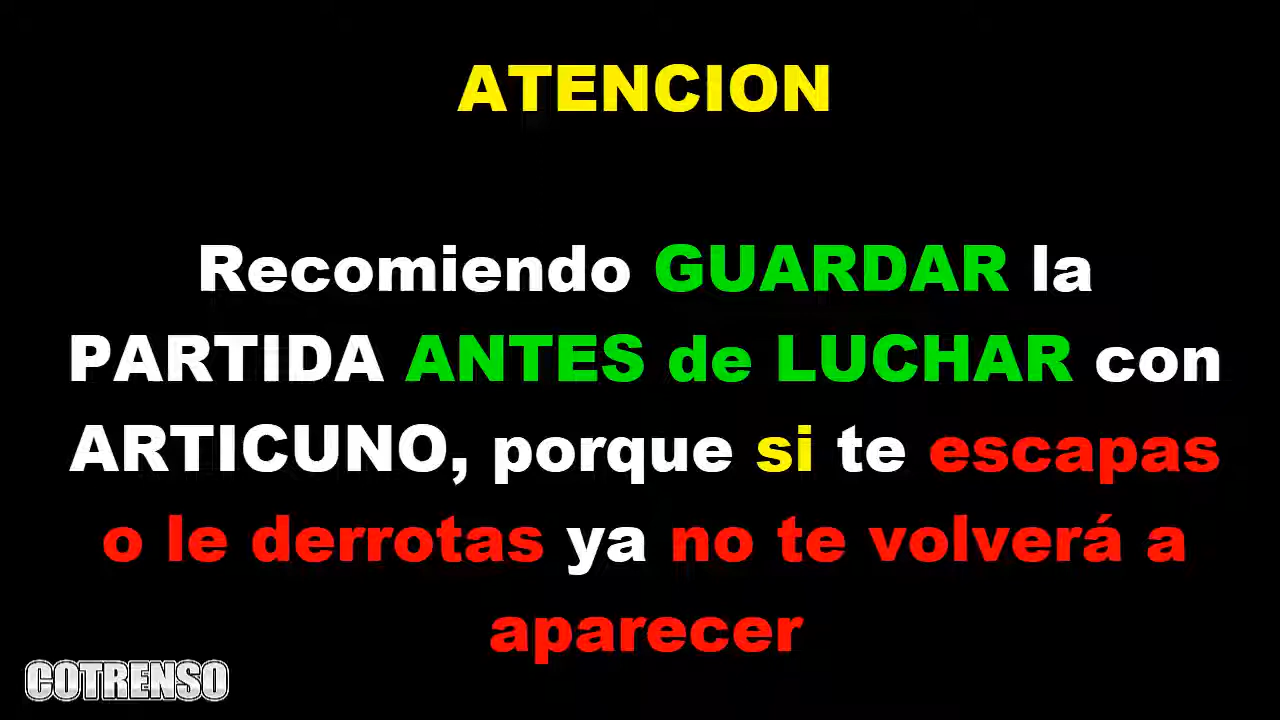 ATENCION
Recomiendo GUARDAR la
PARTIDA ANTES de LUCHAR con
ARTICUNO, porque si te escapas
o le derrotas ya no te volverá a
aparecer
COTRENSO